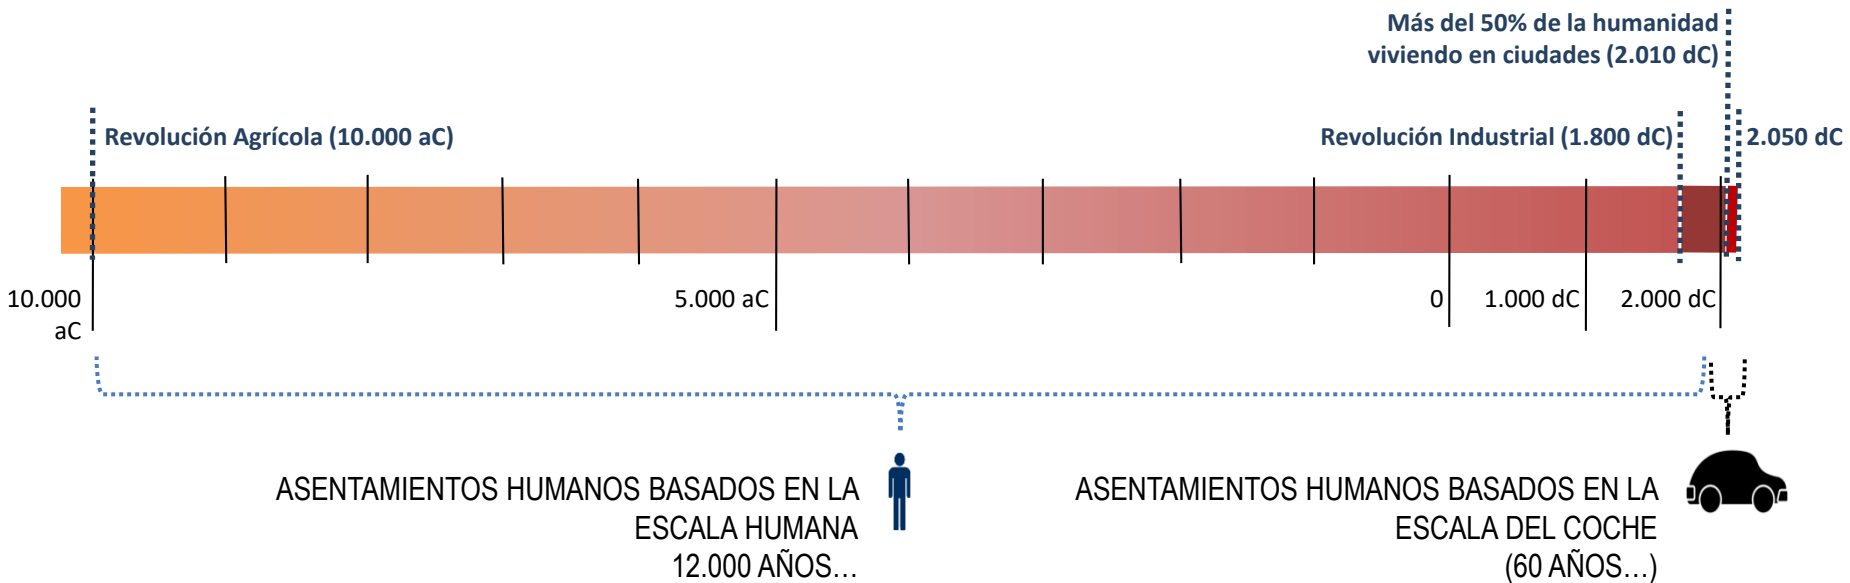 Más del 50% de la humanidad
viviendo en ciudades (2.010 dC)
Revolución Agrícola (10.000 aC)
Revolución Industrial (1.800 dC)
2.050 dC
10.000
aC
5.000 aC
0
1.000 dC
2.000 dC
ASENTAMIENTOS HUMANOS BASADOS EN LA
ESCALA HUMANA
12.000 AÑOS…
ASENTAMIENTOS HUMANOS BASADOS EN LA
ESCALA DEL COCHE
(60 AÑOS…)